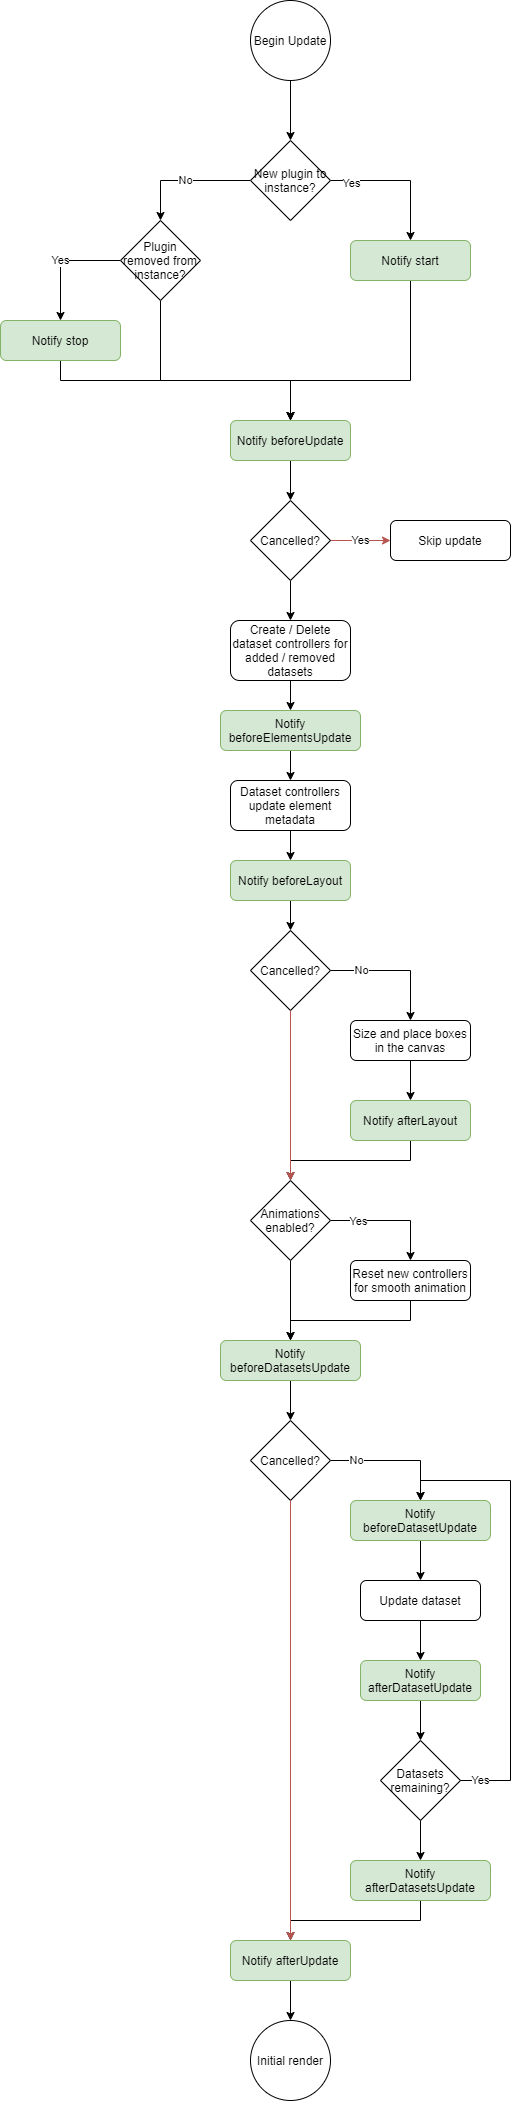 Begin Update
New plugin to
instance?
No
Yes
Plugin
removed from
instance?
Yes
Notify start
Notify stop
Notify beforeUpdate
Cancelled?
Yes
Skip update
Create / Delete
dataset controllers for
added / removed
datasets
Notify
beforeElementsUpdate
Dataset controllers
update element
metadata
Notify beforeLayout
Cancelled?
No
Size and place boxes
in the canvas
Notify afterLayout
Animations
enabled?
Yes
Reset new controllers
for smooth animation
Notify
beforeDatasetsUpdate
Cancelled?
No
Notify
beforeDatasetUpdate
Update dataset
Notify
afterDatasetUpdate
Datasets
remaining?
Yes
Notify
afterDatasetsUpdate
Notify afterUpdate
Initial render